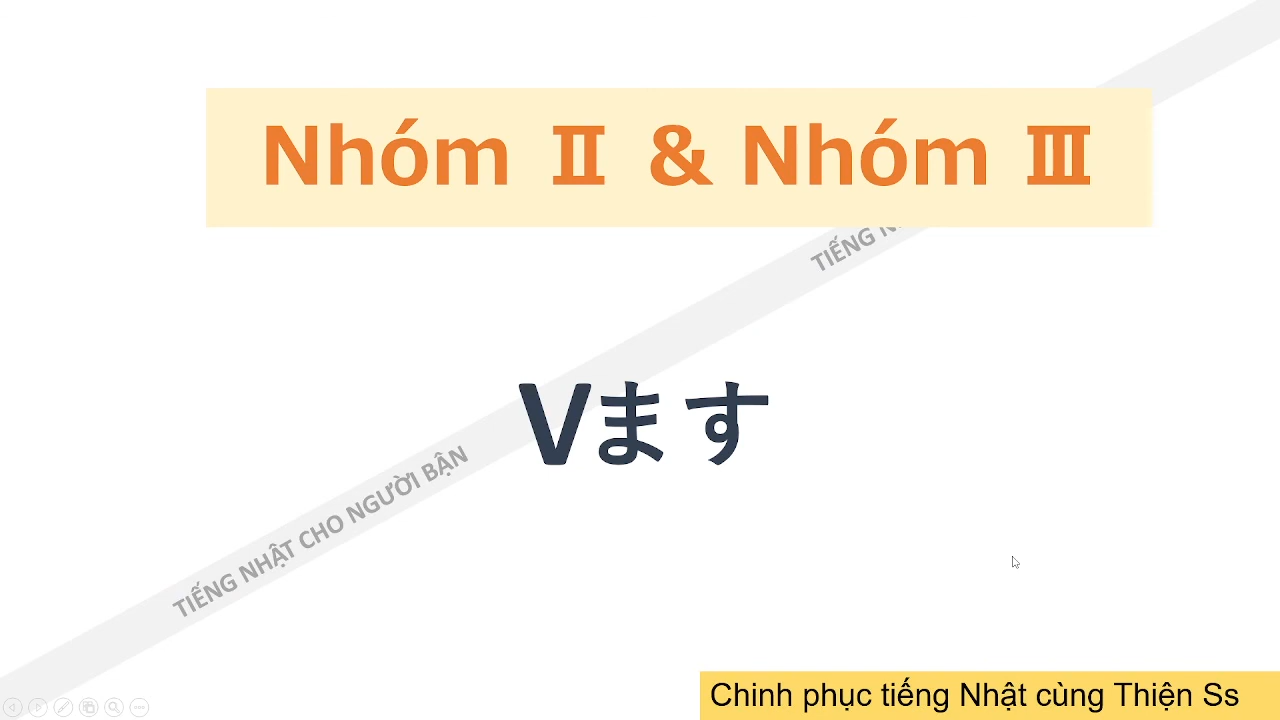 Nhóm Ⅱ & Nhóm Ⅲ
TIẾNG
Vます
TIẾNG NHẬT CHO NGƯỜI BẬN
Chinh phục tiếng Nhật cùng Thiện Ss